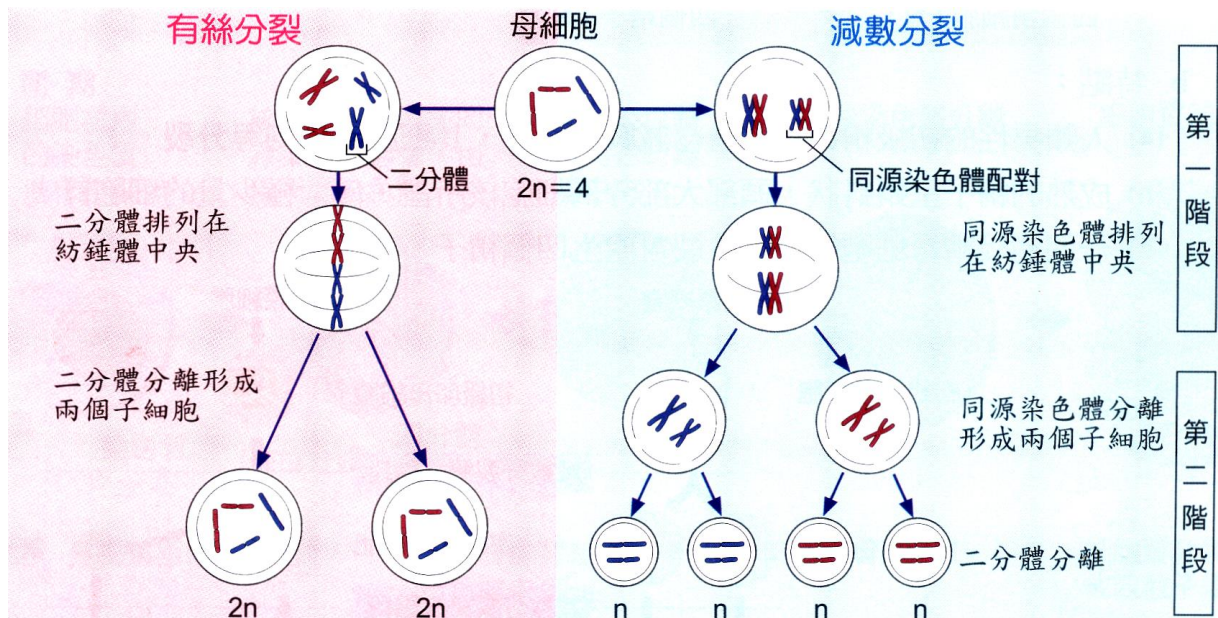 有絲分裂
母細胞
減數分裂
二分體
2n=4
同源染色體配對
二分體排列在
紡錘體中央
同源染色體排列
在紡錘體中央
第一階段
二分體分離形成
兩個子細胞
同源染色體分離
形成兩個子細胞
第二階段
二分體分離
2n
2n
n
n
n
n